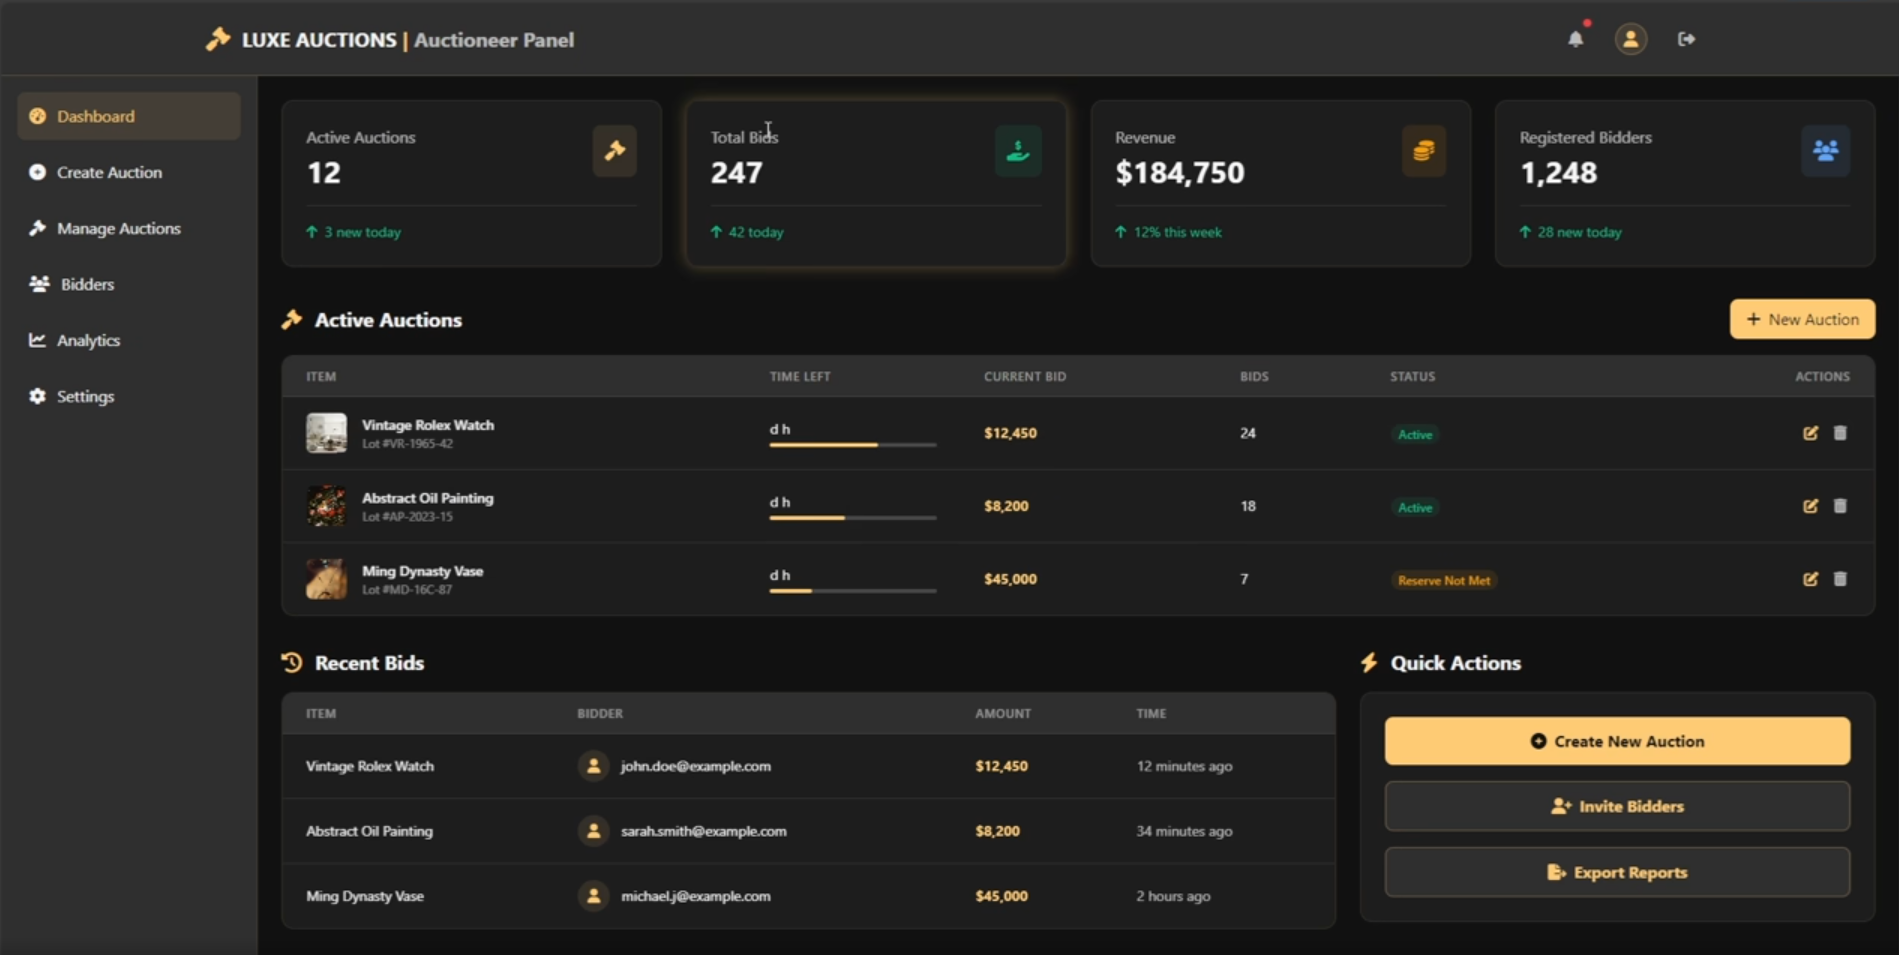 LUXE AUCTIONS | Auctioneer Panel
Dashboard
Create Auction
Manage Auctions
Bidders
Analytics
Settings
Active Auctions
12
3 new today
Total Bids
247
42 today
Revenue
$184,750
12% this week
Registered Bidders
1,248
28 new today
Active Auctions
+ New Auction
ITEM TIME LEFT CURRENT BID BIDS STATUS ACTIONS
Vintage Rolex Watch
Lot #VR-1965-42
d h
$12,450
24
Active
Abstract Oil Painting
Lot #AP-2023-15
d h
$8,200
18
Active
Ming Dynasty Vase
Lot #MD-16C-87
d h
$45,000
7
Reserve Not Met
Recent Bids
ITEM BIDDER AMOUNT TIME
Vintage Rolex Watch john.doe@example.com $12,450 12 minutes ago
Abstract Oil Painting sarah.smith@example.com $8,200 34 minutes ago
Ming Dynasty Vase michael.j@example.com $45,000 2 hours ago
Quick Actions
Create New Auction
Invite Bidders
Export Reports